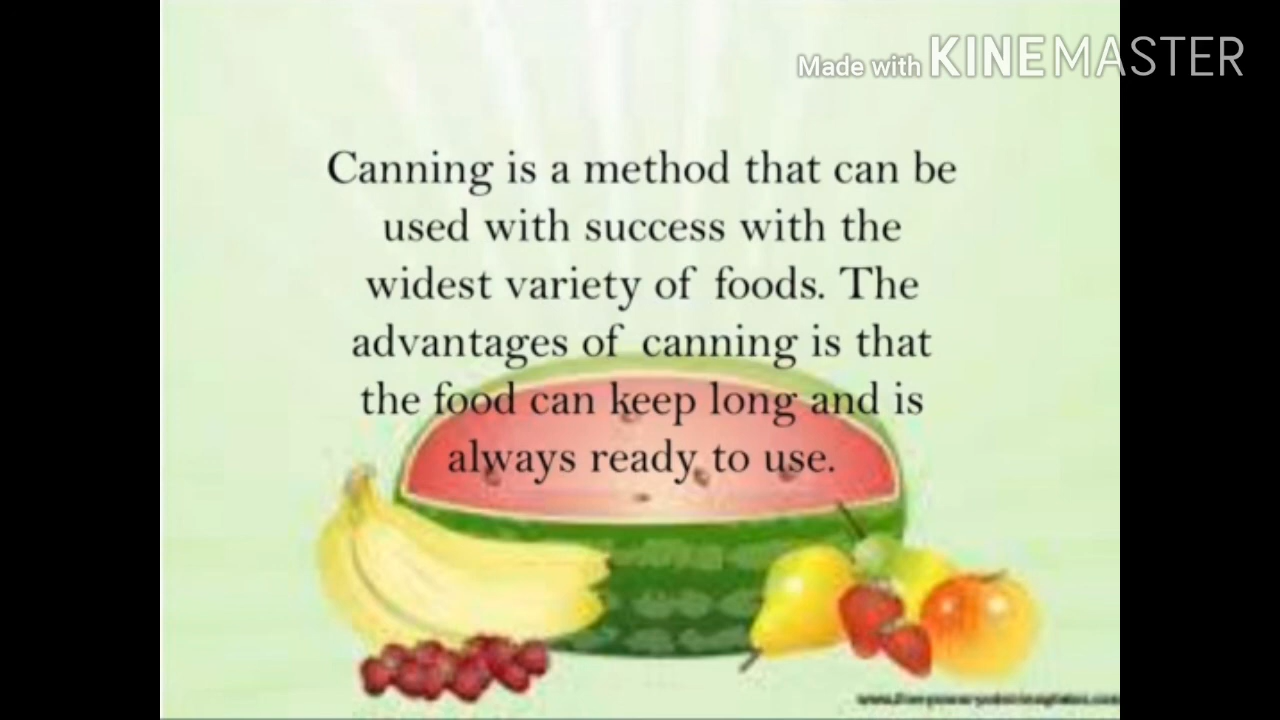 Made with KINEMASTER
Canning is a method that can be
used with success with the
widest variety of foods. The
advantages of canning is that
the food can keep long and is
always ready to use.